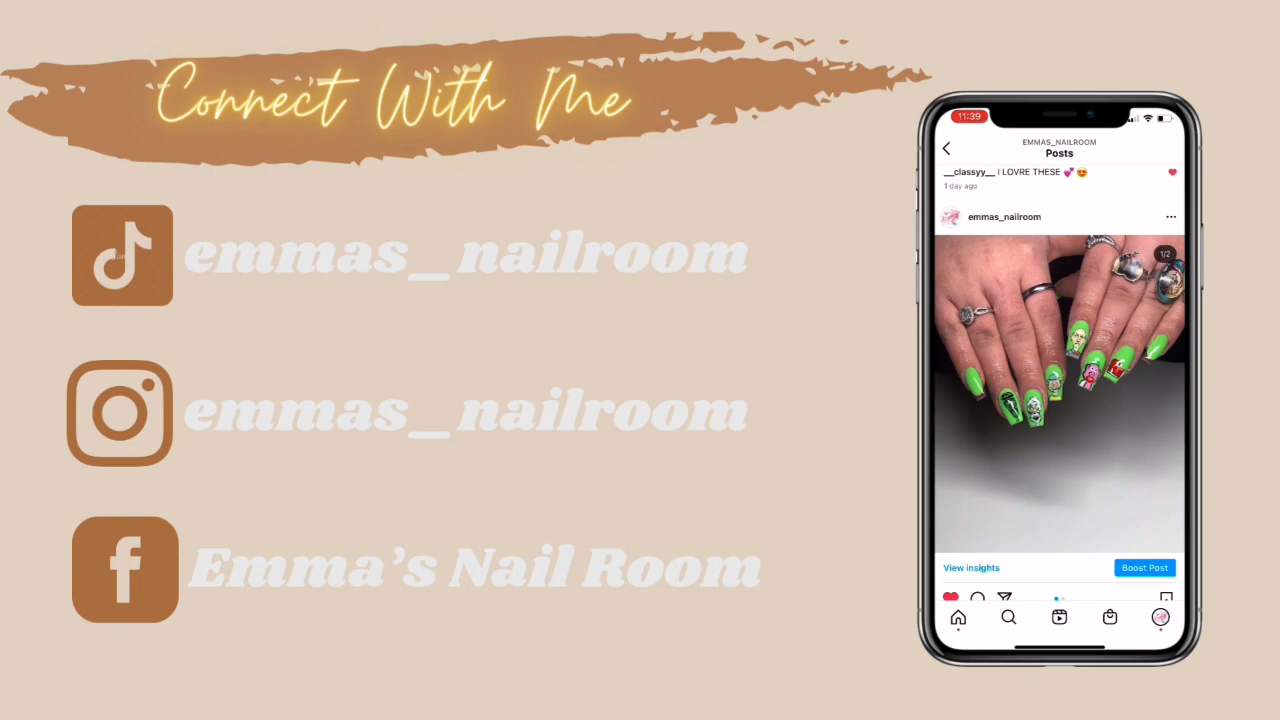 Connect With Me
emmas_nailroom
emmas_nailroom
Emma's Nail Room
11:39
EMMAS_NAILROOM
Posts
__classyy__ I LOVRE THESE 💕 😍
1 day ago
emmas_nailroom
1/2
View insights
Boost Post